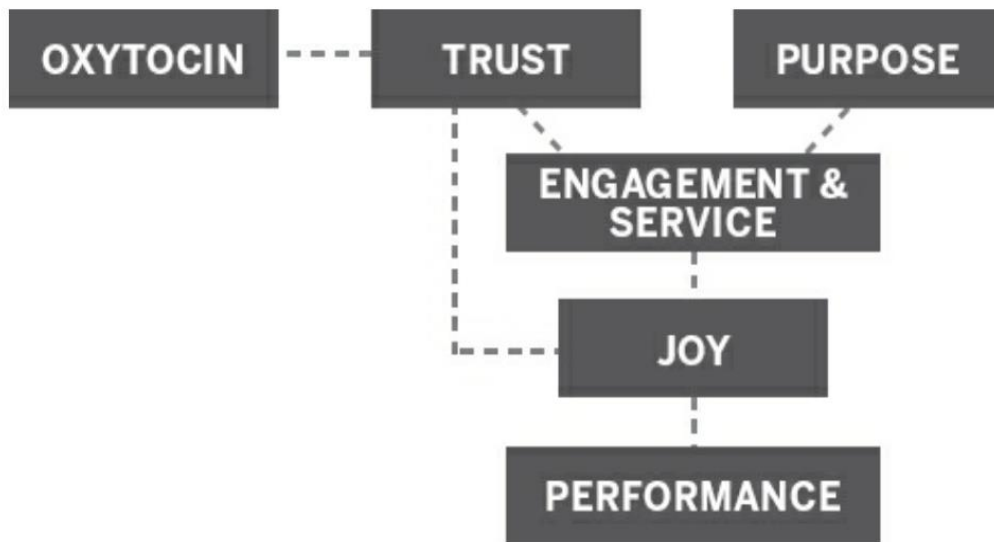 OXYTOCIN
TRUST
PURPOSE
ENGAGEMENT &
SERVICE
JOY
PERFORMANCE